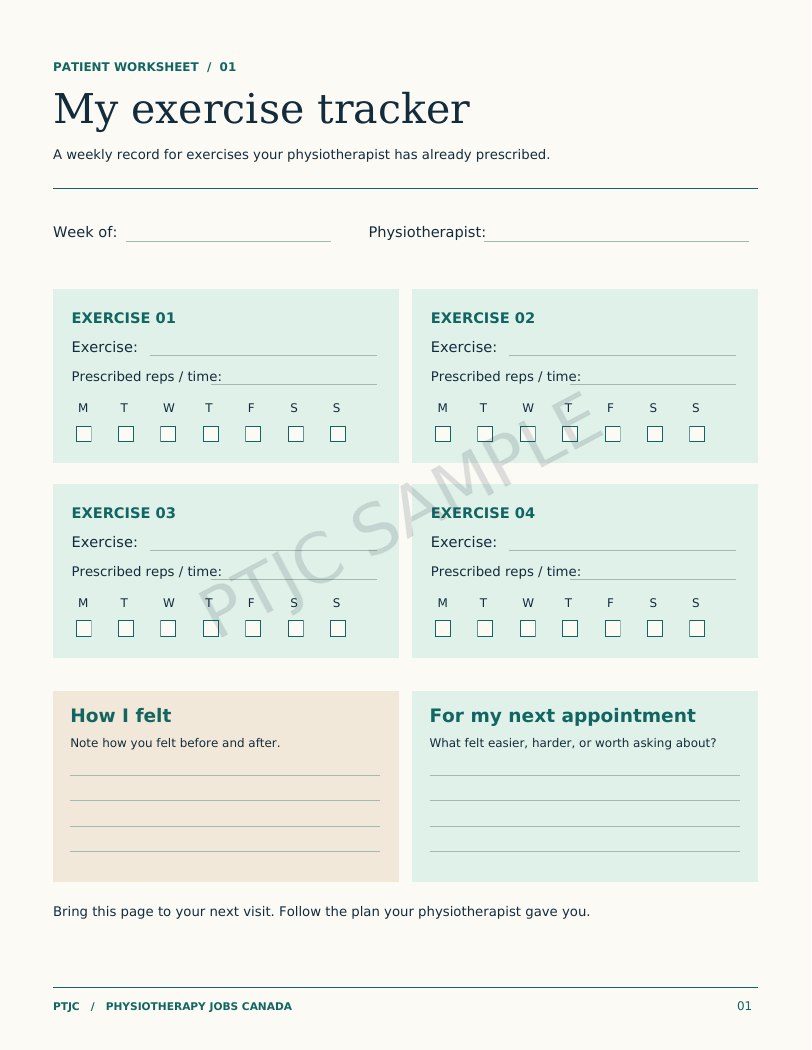 PATIENT WORKSHEET / 01
My exercise tracker
A weekly record for exercises your physiotherapist has already prescribed.
Week of:
Physiotherapist:
EXERCISE 01
Exercise:
Prescribed reps / time:
M T W T F S S
EXERCISE 02
Exercise:
Prescribed reps / time:
M T W T F S S
EXERCISE 03
Exercise:
Prescribed reps / time:
M T W T F S S
EXERCISE 04
Exercise:
Prescribed reps / time:
M T W T F S S
PTJC SAMPLE
How I felt
Note how you felt before and after.
For my next appointment
What felt easier, harder, or worth asking about?
Bring this page to your next visit. Follow the plan your physiotherapist gave you.
PTJC / PHYSIOTHERAPY JOBS CANADA
01